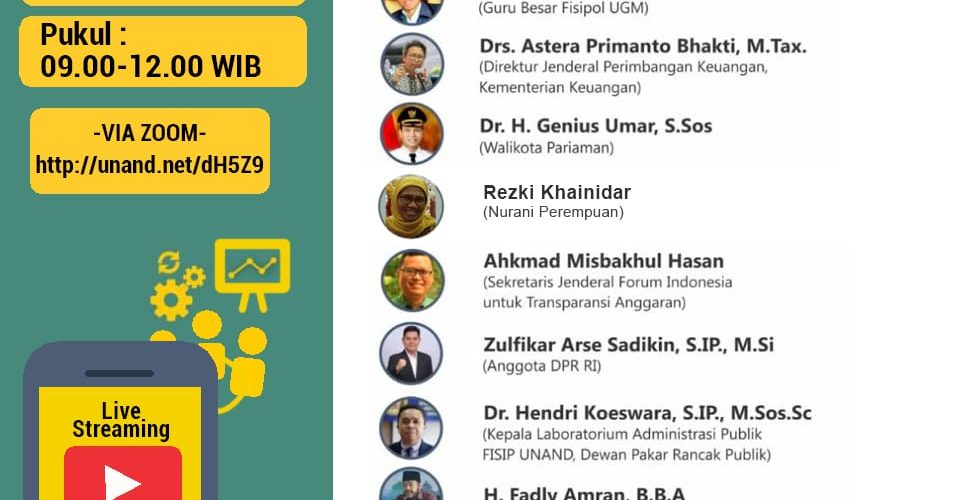 Pukul :
09.00-12.00 WIB
-VIA ZOOM-
http://unand.net/dH5Z9
Live
Streaming
(Guru Besar Fisipol UGM)
Drs. Astera Primanto Bhakti, M.Tax.
(Direktur Jenderal Perimbangan Keuangan,
Kementerian Keuangan)
Dr. H. Genius Umar, S.Sos
(Walikota Pariaman)
Rezki Khainidar
(Nurani Perempuan)
Ahkmad Misbakhul Hasan
(Sekretaris Jenderal Forum Indonesia
untuk Transparansi Anggaran)
Zulfikar Arse Sadikin, S.IP., M.Si
(Anggota DPR RI)
Dr. Hendri Koeswara, S.IP., M.Sos.Sc
(Kepala Laboratorium Administrasi Publik
FISIP UNAND, Dewan Pakar Rancak Publik)
H. Fadly Amran, B.B.A